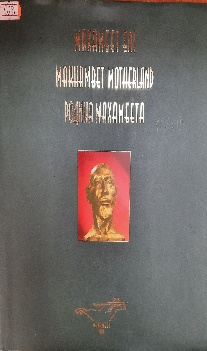 МАХАМБЕТ ЕЛІ
MAKHAMBET MOTHERLAND
РОДИНА МАХАМБЕТА